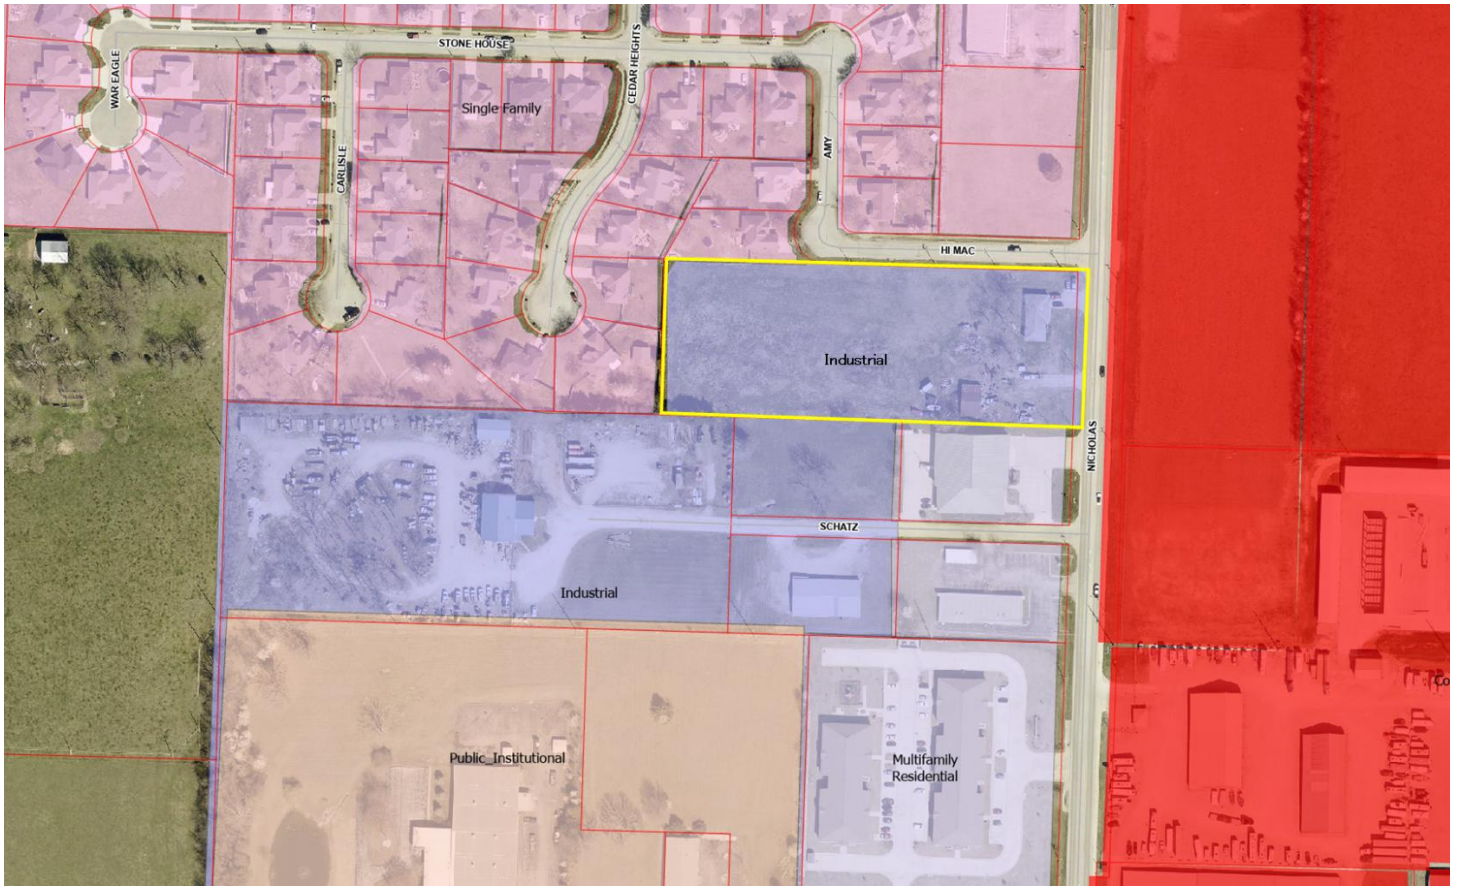 STONE HOUSE
WAR EAGLE
CEDAR HEIGHTS
Single Family
CARLISLE
AMY
HI MAC
Industrial
NICHOLAS
SCHATZ
Industrial
Public_Institutional
Multifamily
Residential
Co